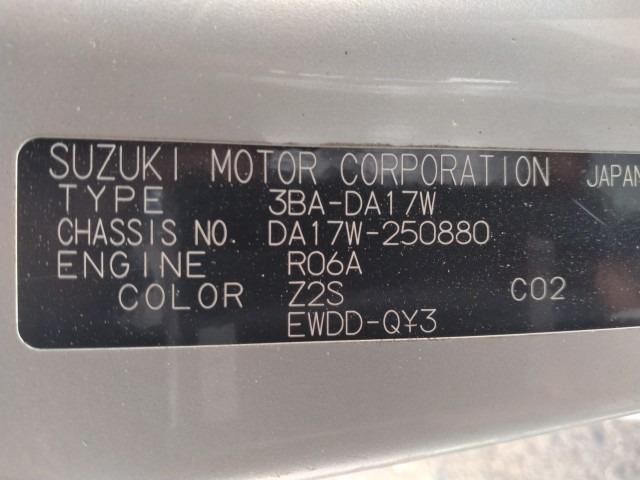 SUZUKI MOTOR CORPORATION JAPAN
TYPE 3BA-DA17W
CHASSIS NO. DA17W-250880
ENGINE R06A
COLOR Z2S C02
EWDD-QY3